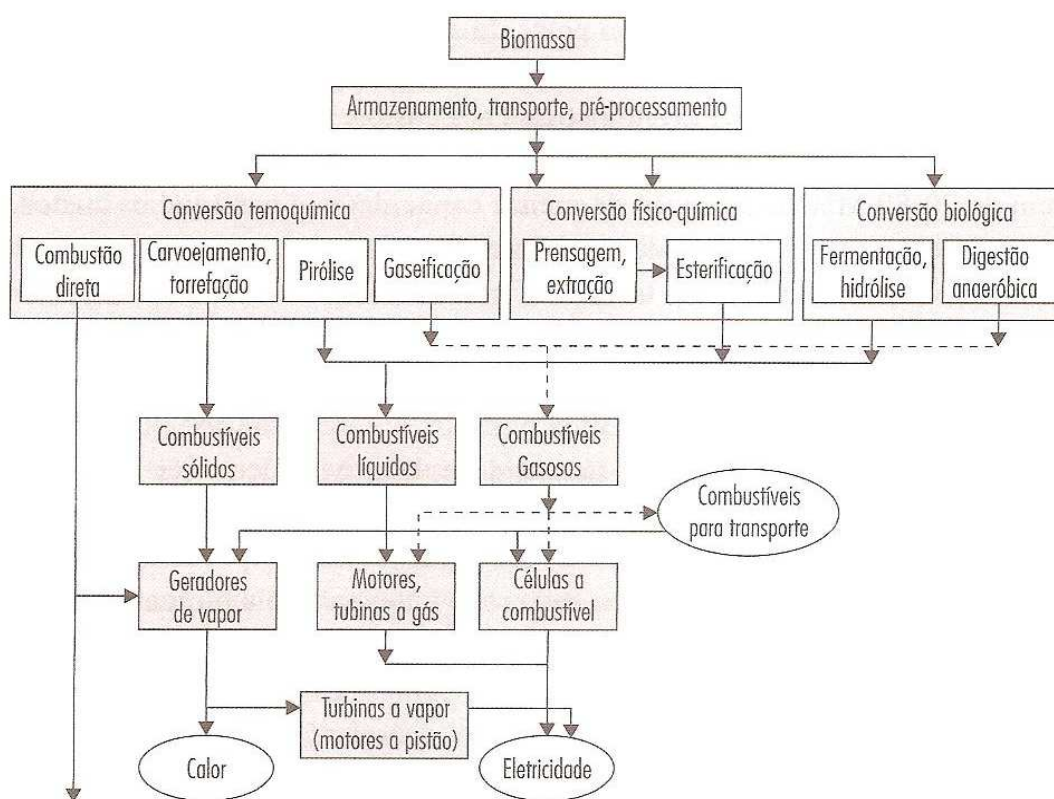 Biomassa
Armazenamento, transporte, pré-processamento
Conversão temoquímica
Combustão
direta
Carvoejamento,
torrefação
Pirólise
Gaseificação
Conversão físico-química
Prensagem,
extração
Esterificação
Conversão biológica
Fermentação,
hidrólise
Digestão
anaeróbica
Combustíveis
sólidos
Combustíveis
líquidos
Combustíveis
Gasosos
Combustíveis
para transporte
Geradores
de vapor
Motores,
tubinas a gás
Células a
combustível
Turbinas a vapor
(motores a pistão)
Calor
Eletricidade